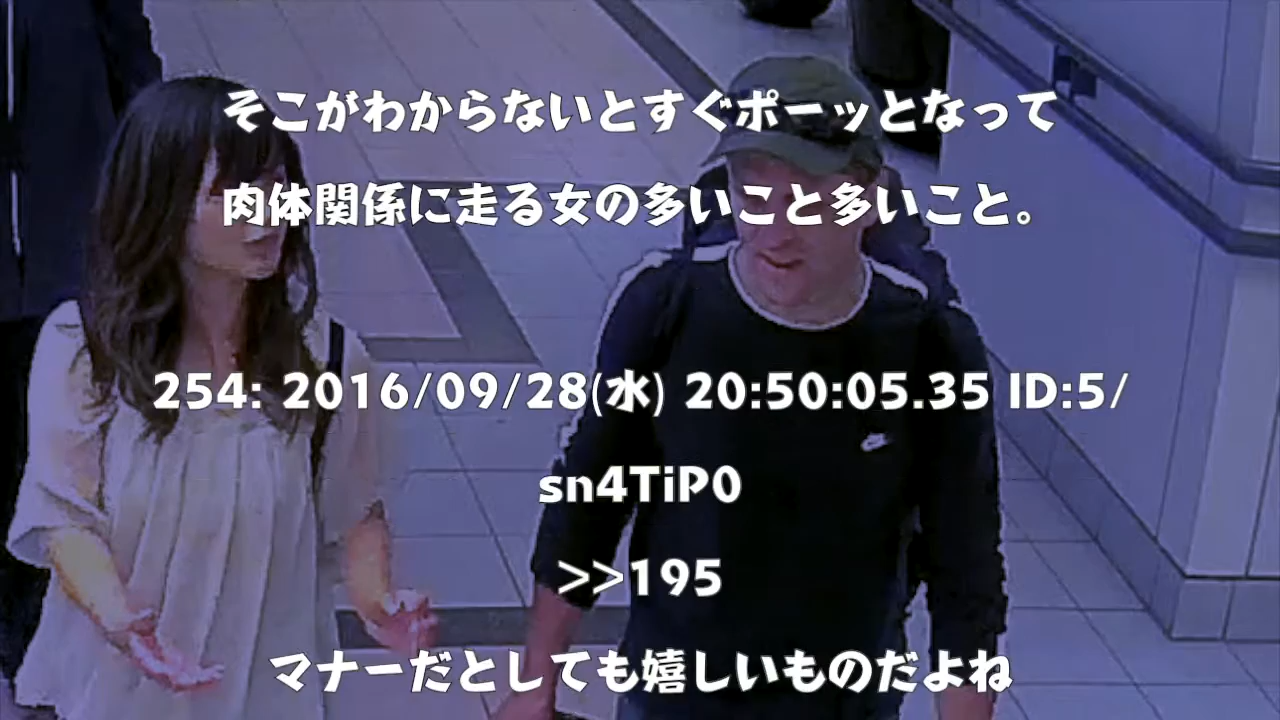 そこがわからないとすぐポーッとなって
肉体関係に走る女の多いこと多いこと。
254: 2016/09/28(水) 20:50:05.35 ID:5/
sn4TiP0
>>195
マナーだとしても嬉しいものだよね